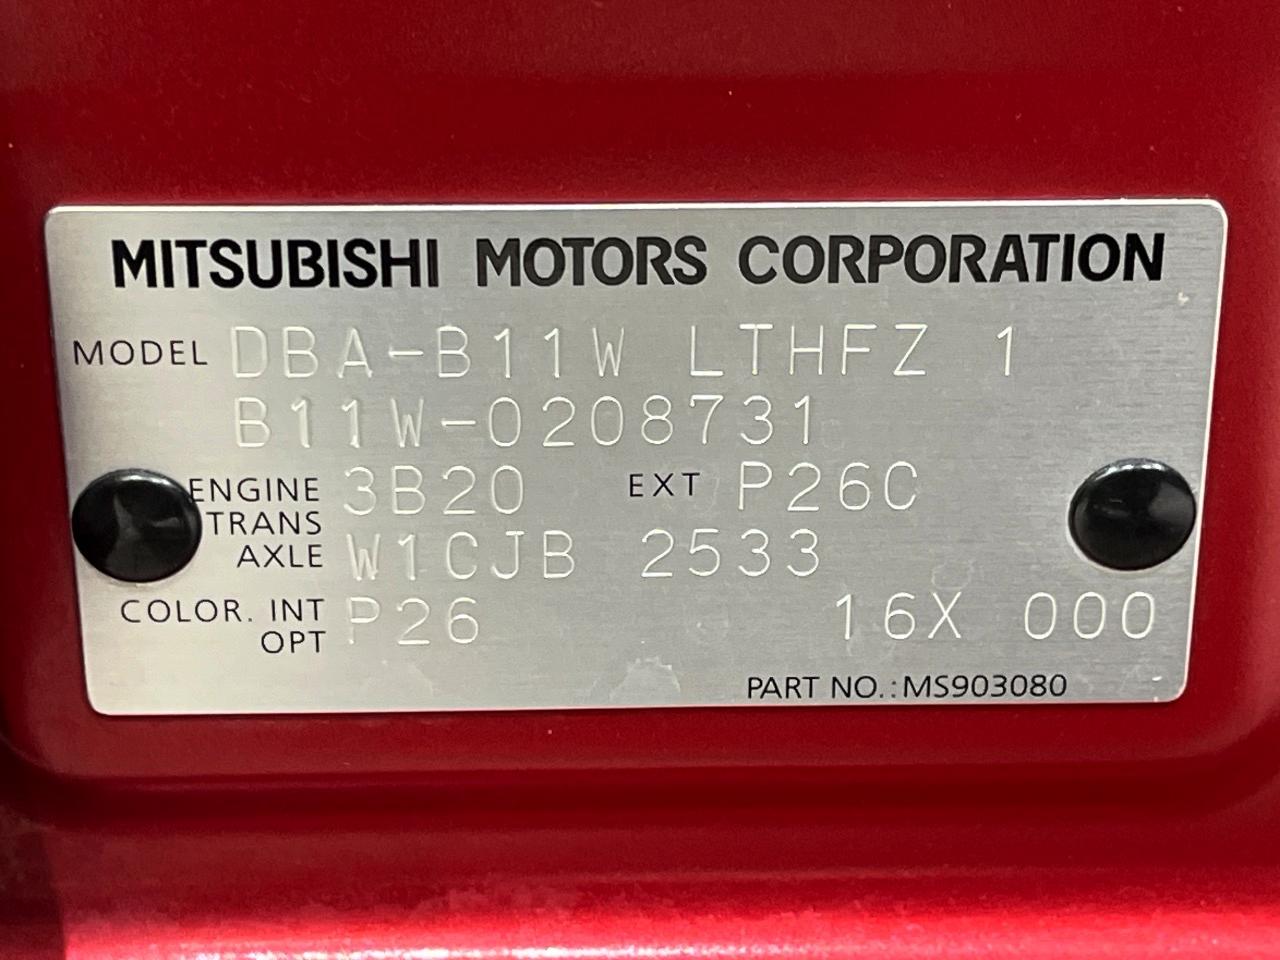 MITSUBISHI MOTORS CORPORATION
MODEL DBA-B11W LTHFZ 1
B11W-0208731
ENGINE 3B20 EXT P26C
TRANS
AXLE W1CJB 2533
COLOR. INT P26 16X 000
OPT
PART NO.:MS903080